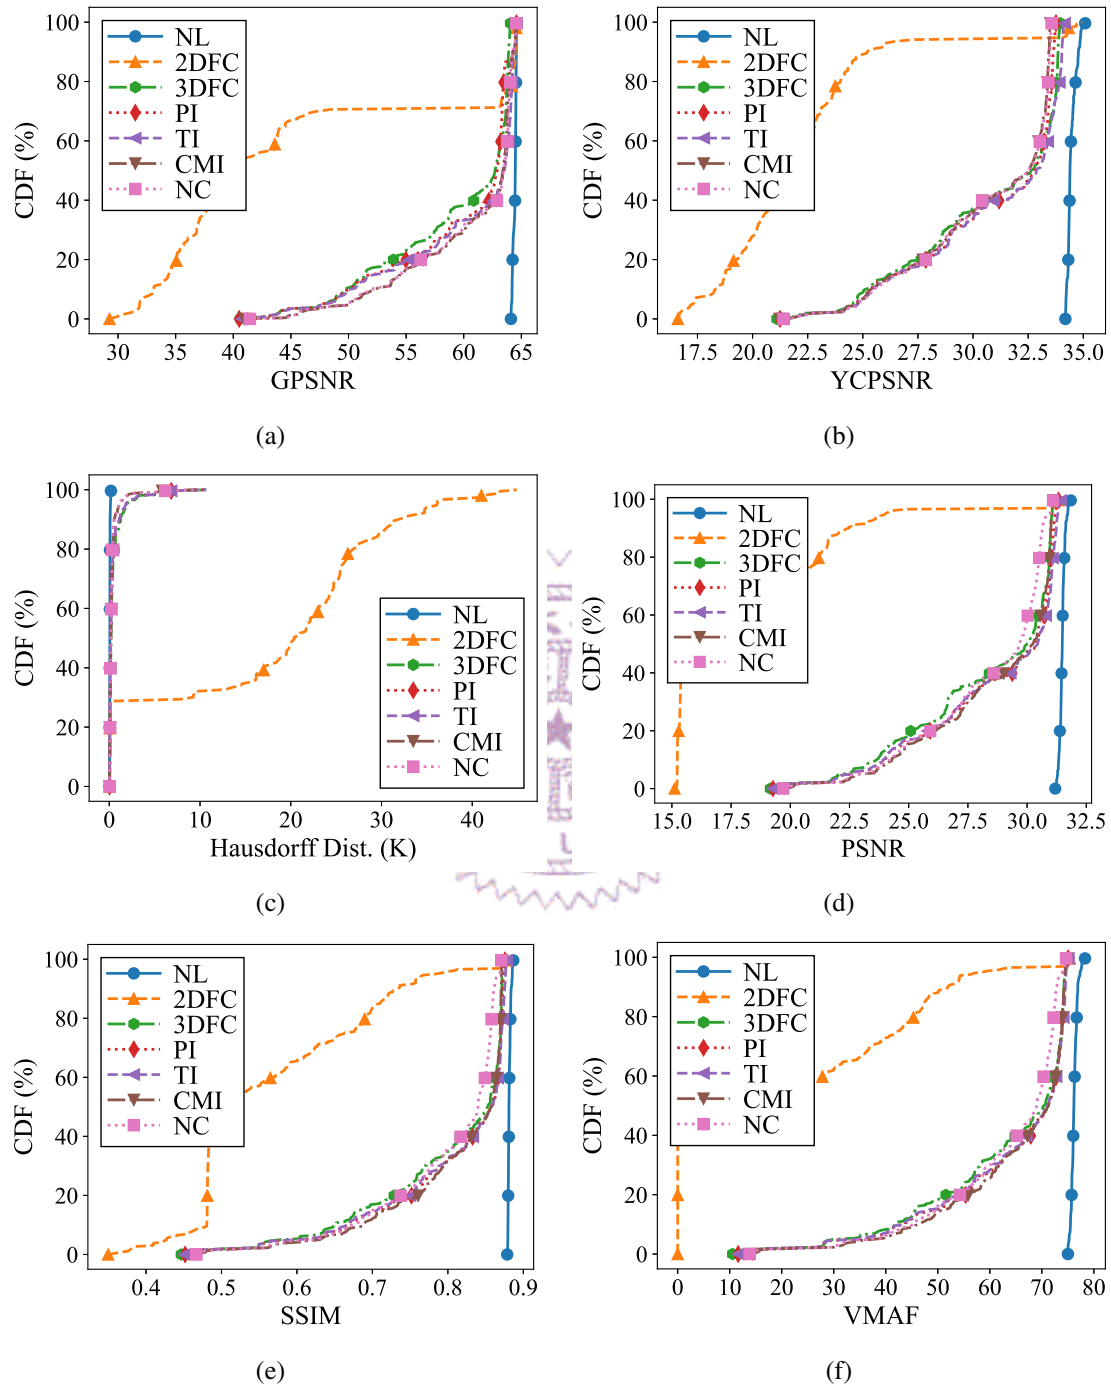 NL
2DFC
3DFC
PI
TI
CMI
NC
CDF (%)
0
20
40
60
80
100
30
35
40
45
50
55
60
65
GPSNR
(a)
NL
2DFC
3DFC
PI
TI
CMI
NC
CDF (%)
0
20
40
60
80
100
17.5
20.0
22.5
25.0
27.5
30.0
32.5
35.0
YCPSNR
(b)
NL
2DFC
3DFC
PI
TI
CMI
NC
CDF (%)
0
20
40
60
80
100
0
10
20
30
40
Hausdorff Dist. (K)
(c)
NL
2DFC
3DFC
PI
TI
CMI
NC
CDF (%)
0
20
40
60
80
100
15.0
17.5
20.0
22.5
25.0
27.5
30.0
32.5
PSNR
(d)
NL
2DFC
3DFC
PI
TI
CMI
NC
CDF (%)
0
20
40
60
80
100
0.4
0.5
0.6
0.7
0.8
0.9
SSIM
(e)
NL
2DFC
3DFC
PI
TI
CMI
NC
CDF (%)
0
20
40
60
80
100
0
10
20
30
40
50
60
70
80
VMAF
(f)